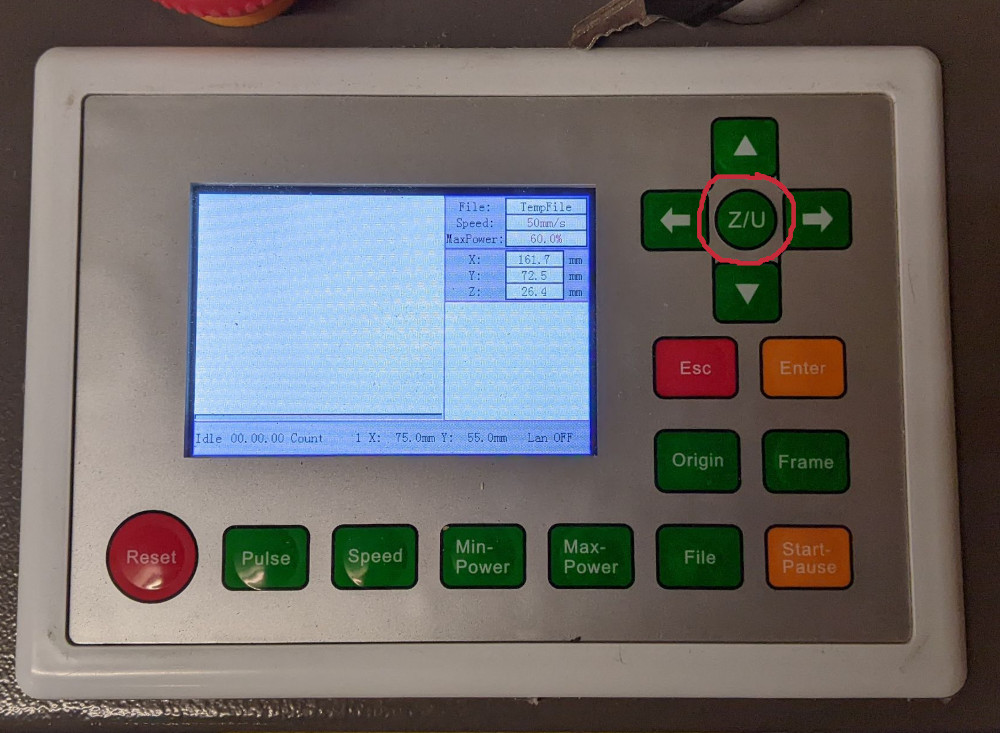 File: TempFile
Speed: 50mm/s
MaxPower: 60.0%
X: 161.7 mm
Y: 72.5 mm
Z: 26.4 mm
Idle 00.00.00 Count 1 X: 75.0mm Y: 55.0mm Lan OFF
Z/U
Esc
Enter
Origin
Frame
Reset
Pulse
Speed
Min-
Power
Max-
Power
File
Start-
Pause